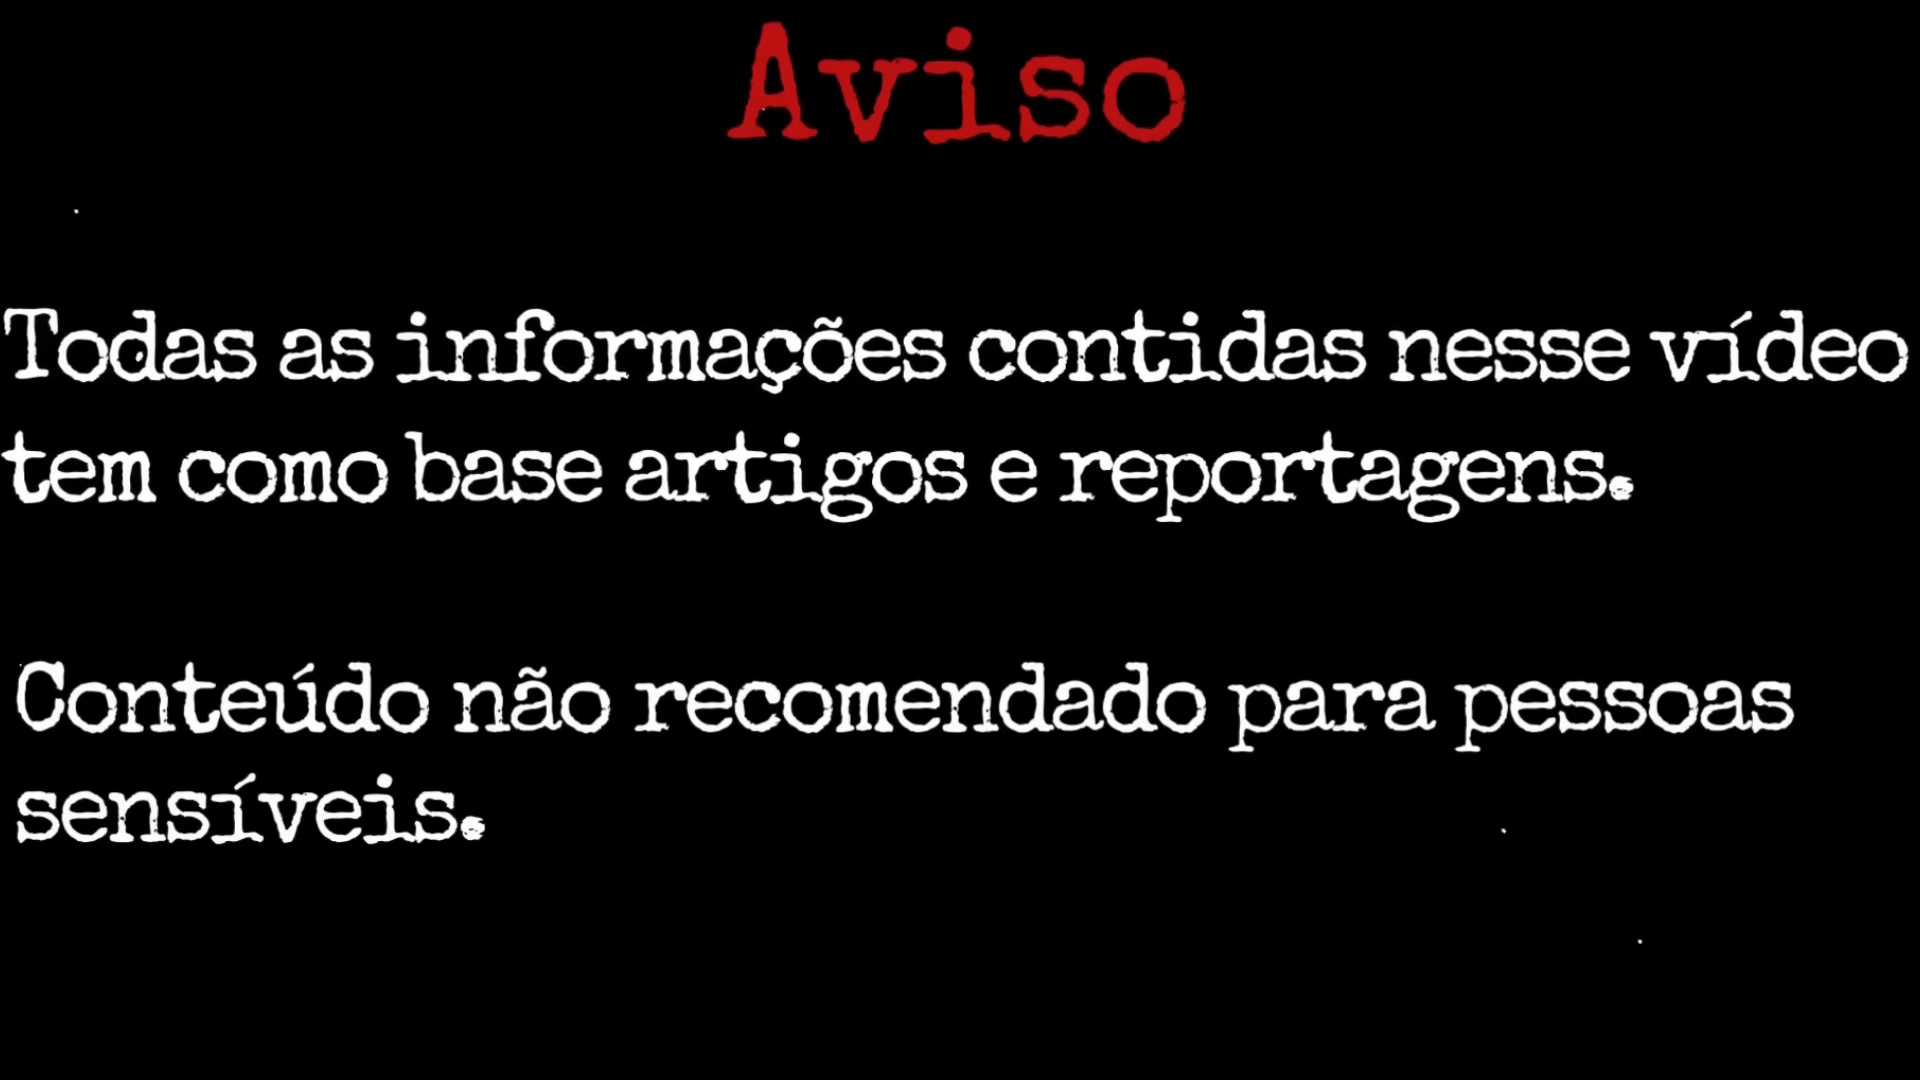 Aviso
Todas as informações contidas nesse vídeo
tem como base artigos e reportagens.
Conteúdo não recomendado para pessoas
sensíveis.